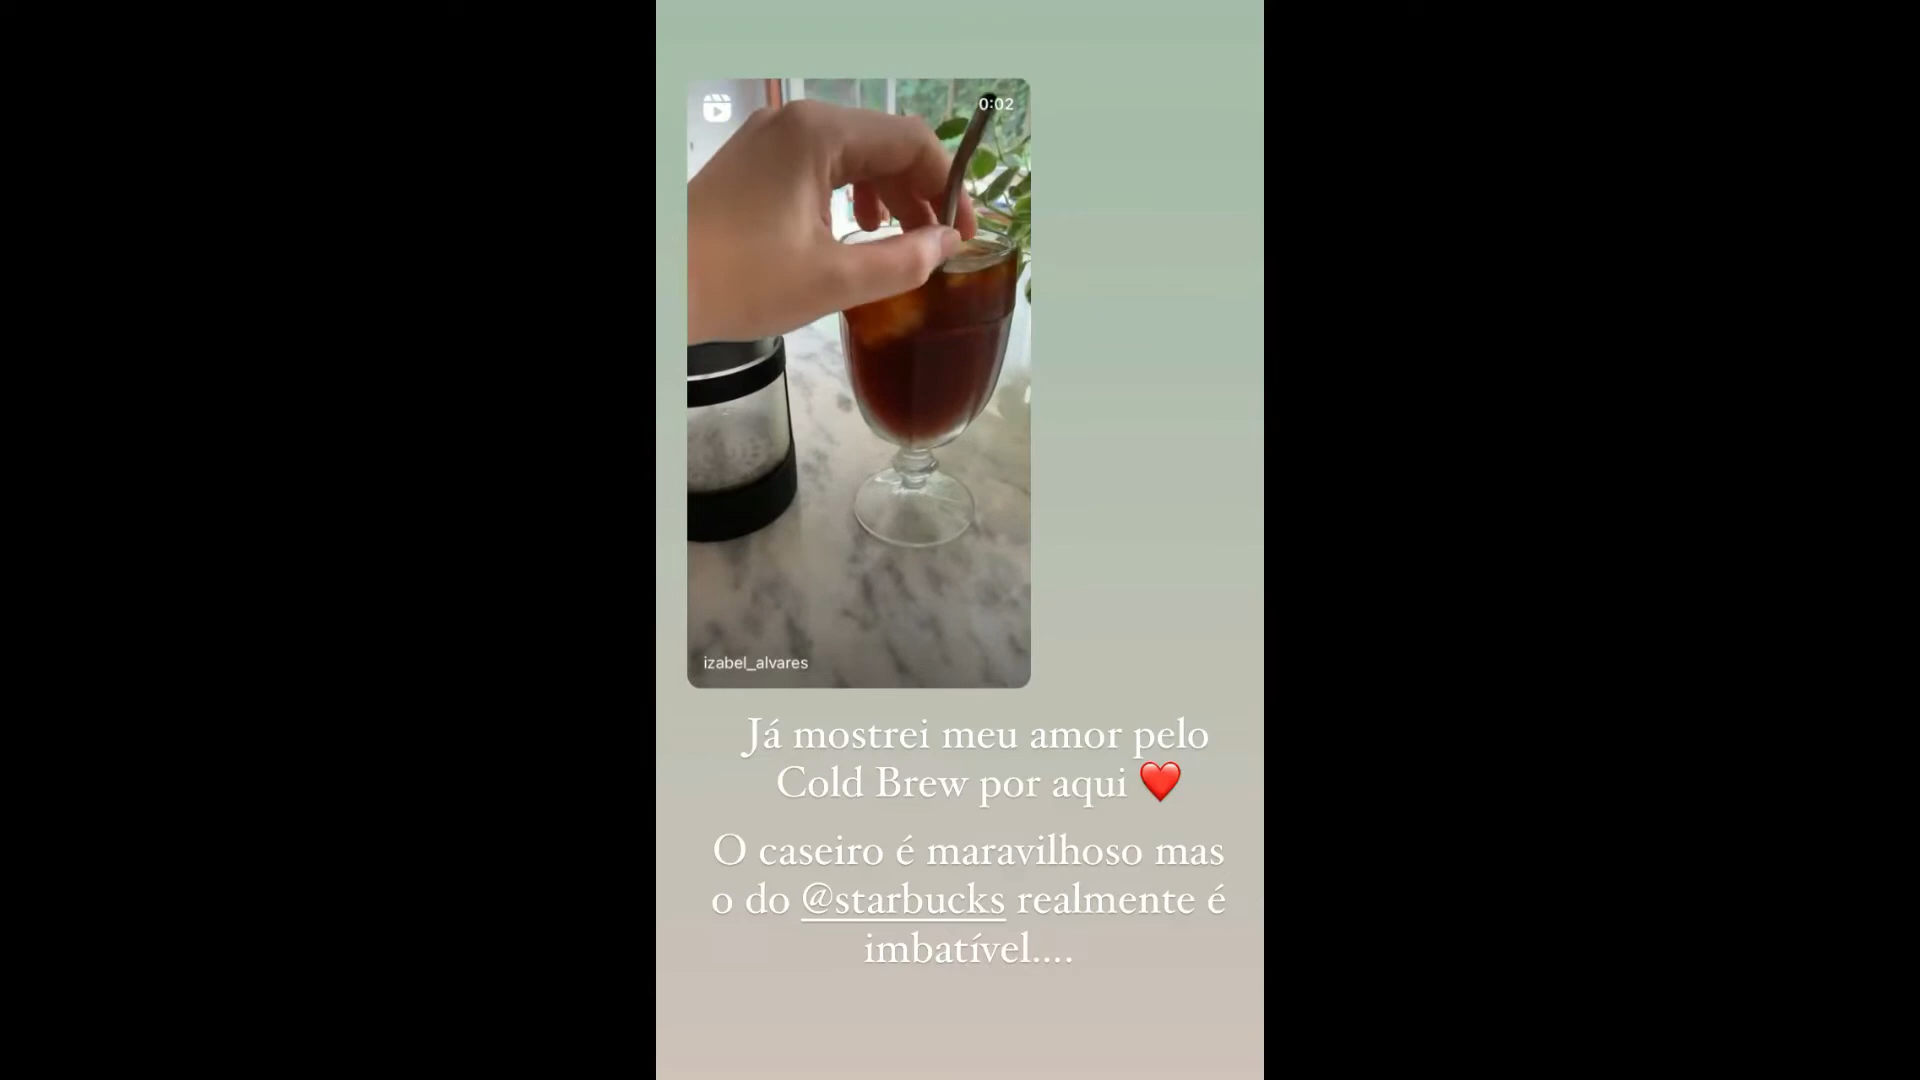 0:02
izabel_alvares
Já mostrei meu amor pelo
Cold Brew por aqui ❤️
O caseiro é maravilhoso mas
o do @starbucks realmente é
imbatível....